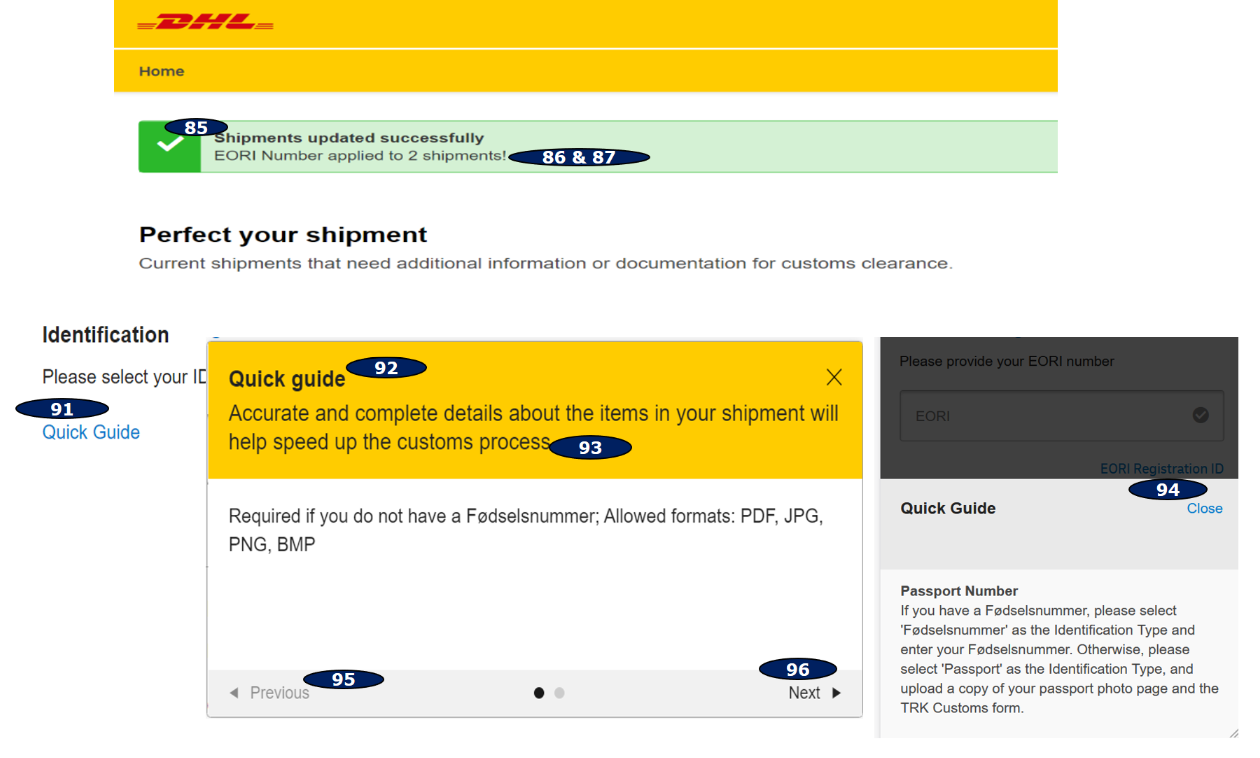 DHL
Home
85
Shipments updated successfully
EORI Number applied to 2 shipments!
86 & 87
Perfect your shipment
Current shipments that need additional information or documentation for customs clearance.
Identification
Please select your ID
91
Quick Guide
Quick guide
92
Accurate and complete details about the items in your shipment will
help speed up the customs process
93
Required if you do not have a Fødselsnummer; Allowed formats: PDF, JPG,
PNG, BMP
95
Previous
96
Next
Please provide your EORI number
EORI
EORI Registration ID
94
Quick Guide
Close
Passport Number
If you have a Fødselsnummer, please select
'Fødselsnummer' as the Identification Type and
enter your Fødselsnummer. Otherwise, please
select 'Passport' as the Identification Type, and
upload a copy of your passport photo page and the
TRK Customs form.